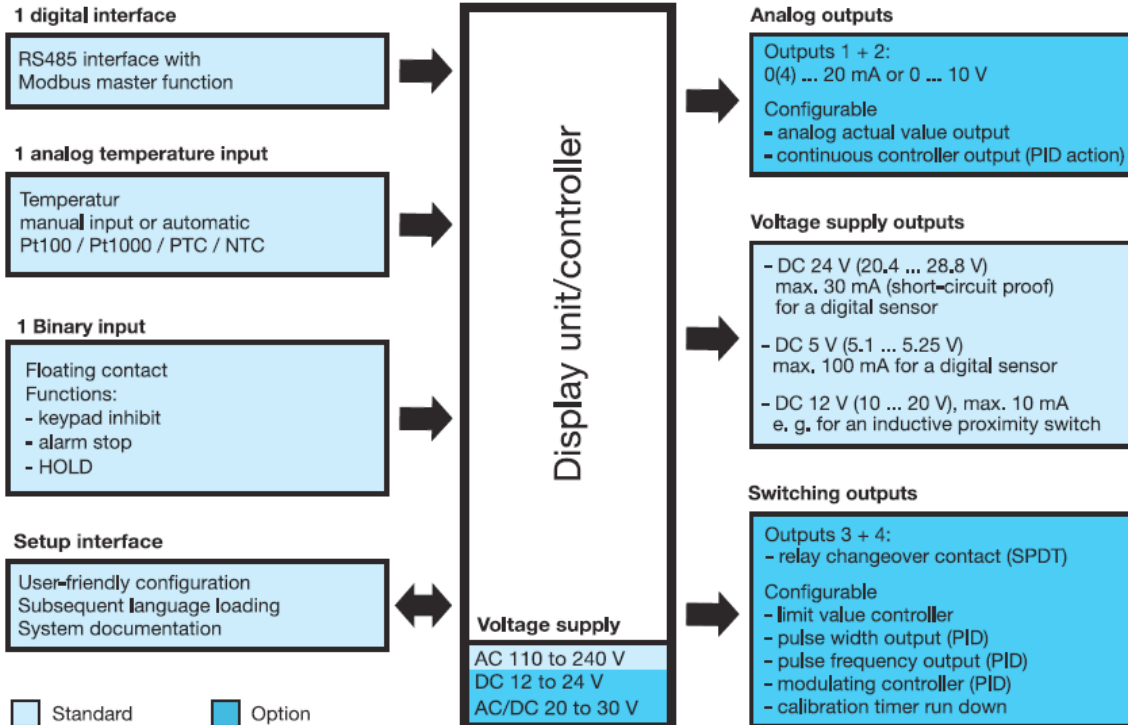 1 digital interface
RS485 interface with
Modbus master function
1 analog temperature input
Temperatur
manual input or automatic
Pt100 / Pt1000 / PTC / NTC
1 Binary input
Floating contact
Functions:
- keypad inhibit
- alarm stop
- HOLD
Setup interface
User-friendly configuration
Subsequent language loading
System documentation
Standard
Option
Display unit/controller
Voltage supply
AC 110 to 240 V
DC 12 to 24 V
AC/DC 20 to 30 V
Analog outputs
Outputs 1 + 2:
0(4) ... 20 mA or 0 ... 10 V
Configurable
- analog actual value output
- continuous controller output (PID action)
Voltage supply outputs
- DC 24 V (20.4 ... 28.8 V)
max. 30 mA (short-circuit proof)
for a digital sensor
- DC 5 V (5.1 ... 5.25 V)
max. 100 mA for a digital sensor
- DC 12 V (10 ... 20 V), max. 10 mA
e. g. for an inductive proximity switch
Switching outputs
Outputs 3 + 4:
- relay changeover contact (SPDT)
Configurable
- limit value controller
- pulse width output (PID)
- pulse frequency output (PID)
- modulating controller (PID)
- calibration timer run down